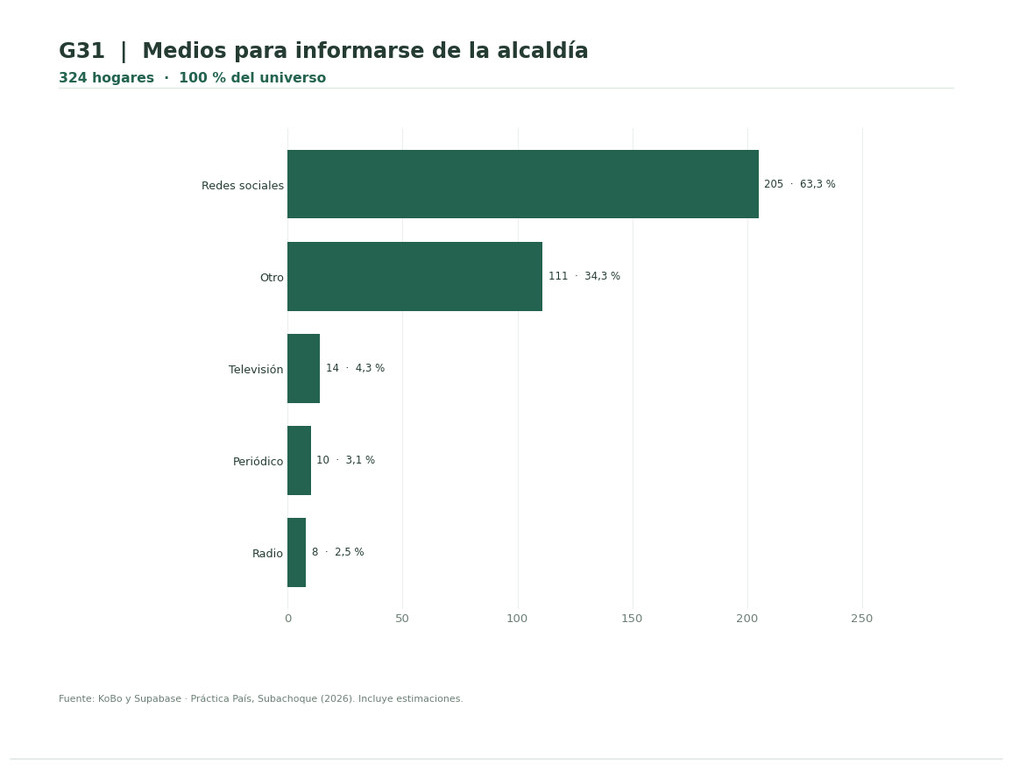 G31 | Medios para informarse de la alcaldía
324 hogares · 100 % del universo
Redes sociales
205 · 63,3 %
Otro
111 · 34,3 %
Televisión
14 · 4,3 %
Periódico
10 · 3,1 %
Radio
8 · 2,5 %
0 50 100 150 200 250
Fuente: KoBo y Supabase · Práctica País, Subachoque (2026). Incluye estimaciones.